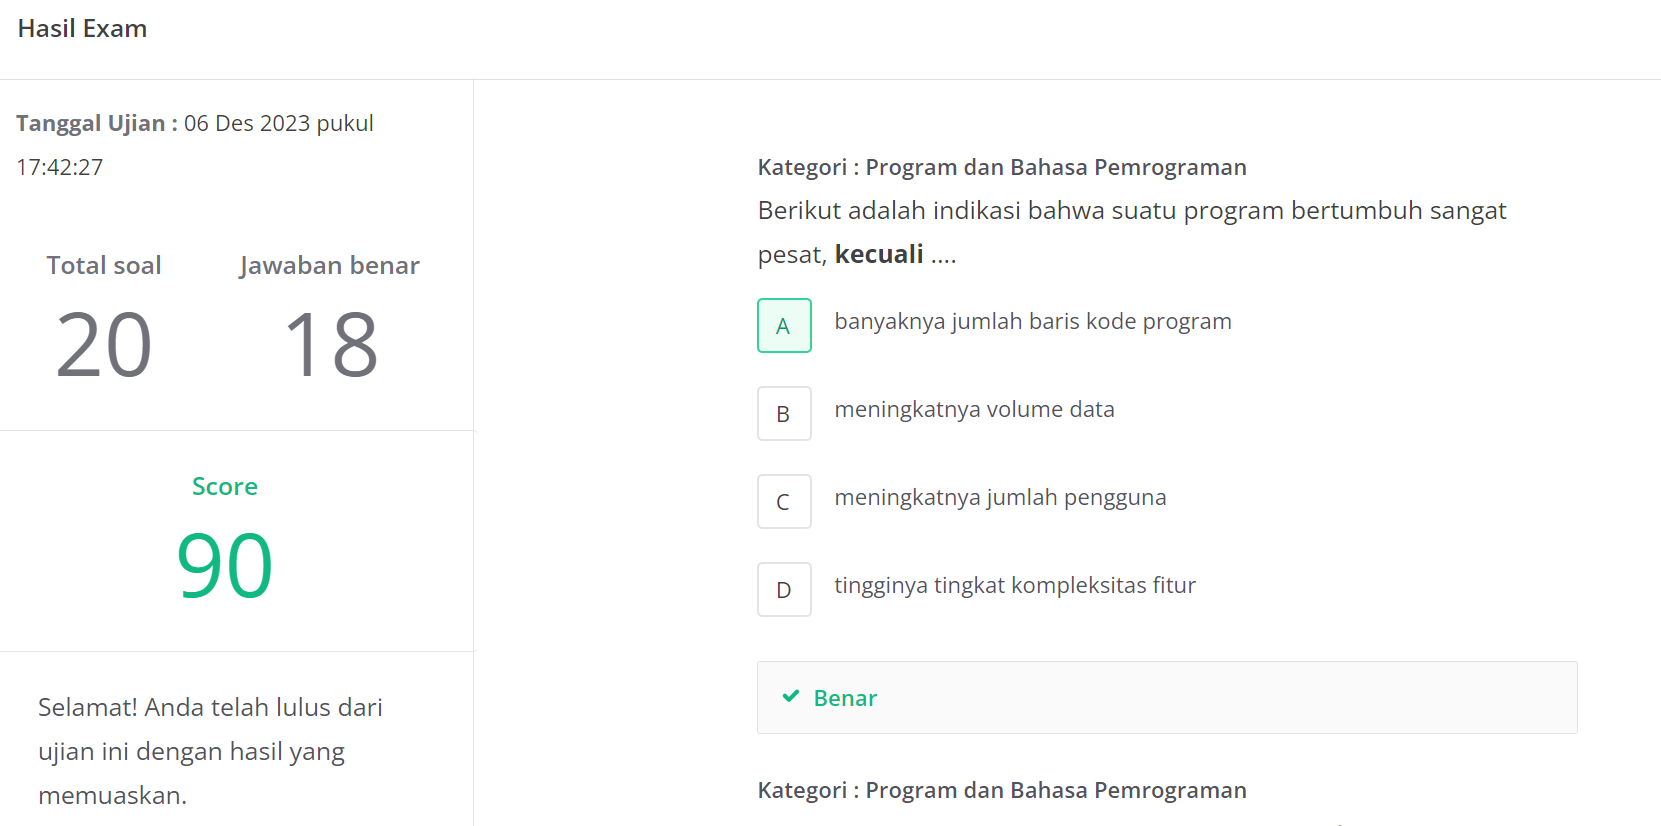 Hasil Exam
Tanggal Ujian : 06 Des 2023 pukul
17:42:27
Total soal
Jawaban benar
20
18
Score
90
Selamat! Anda telah lulus dari
ujian ini dengan hasil yang
memuaskan.
Kategori : Program dan Bahasa Pemrograman
Berikut adalah indikasi bahwa suatu program bertumbuh sangat
pesat, kecuali ....
A banyaknya jumlah baris kode program
B meningkatnya volume data
C meningkatnya jumlah pengguna
D tingginya tingkat kompleksitas fitur
Benar
Kategori : Program dan Bahasa Pemrograman